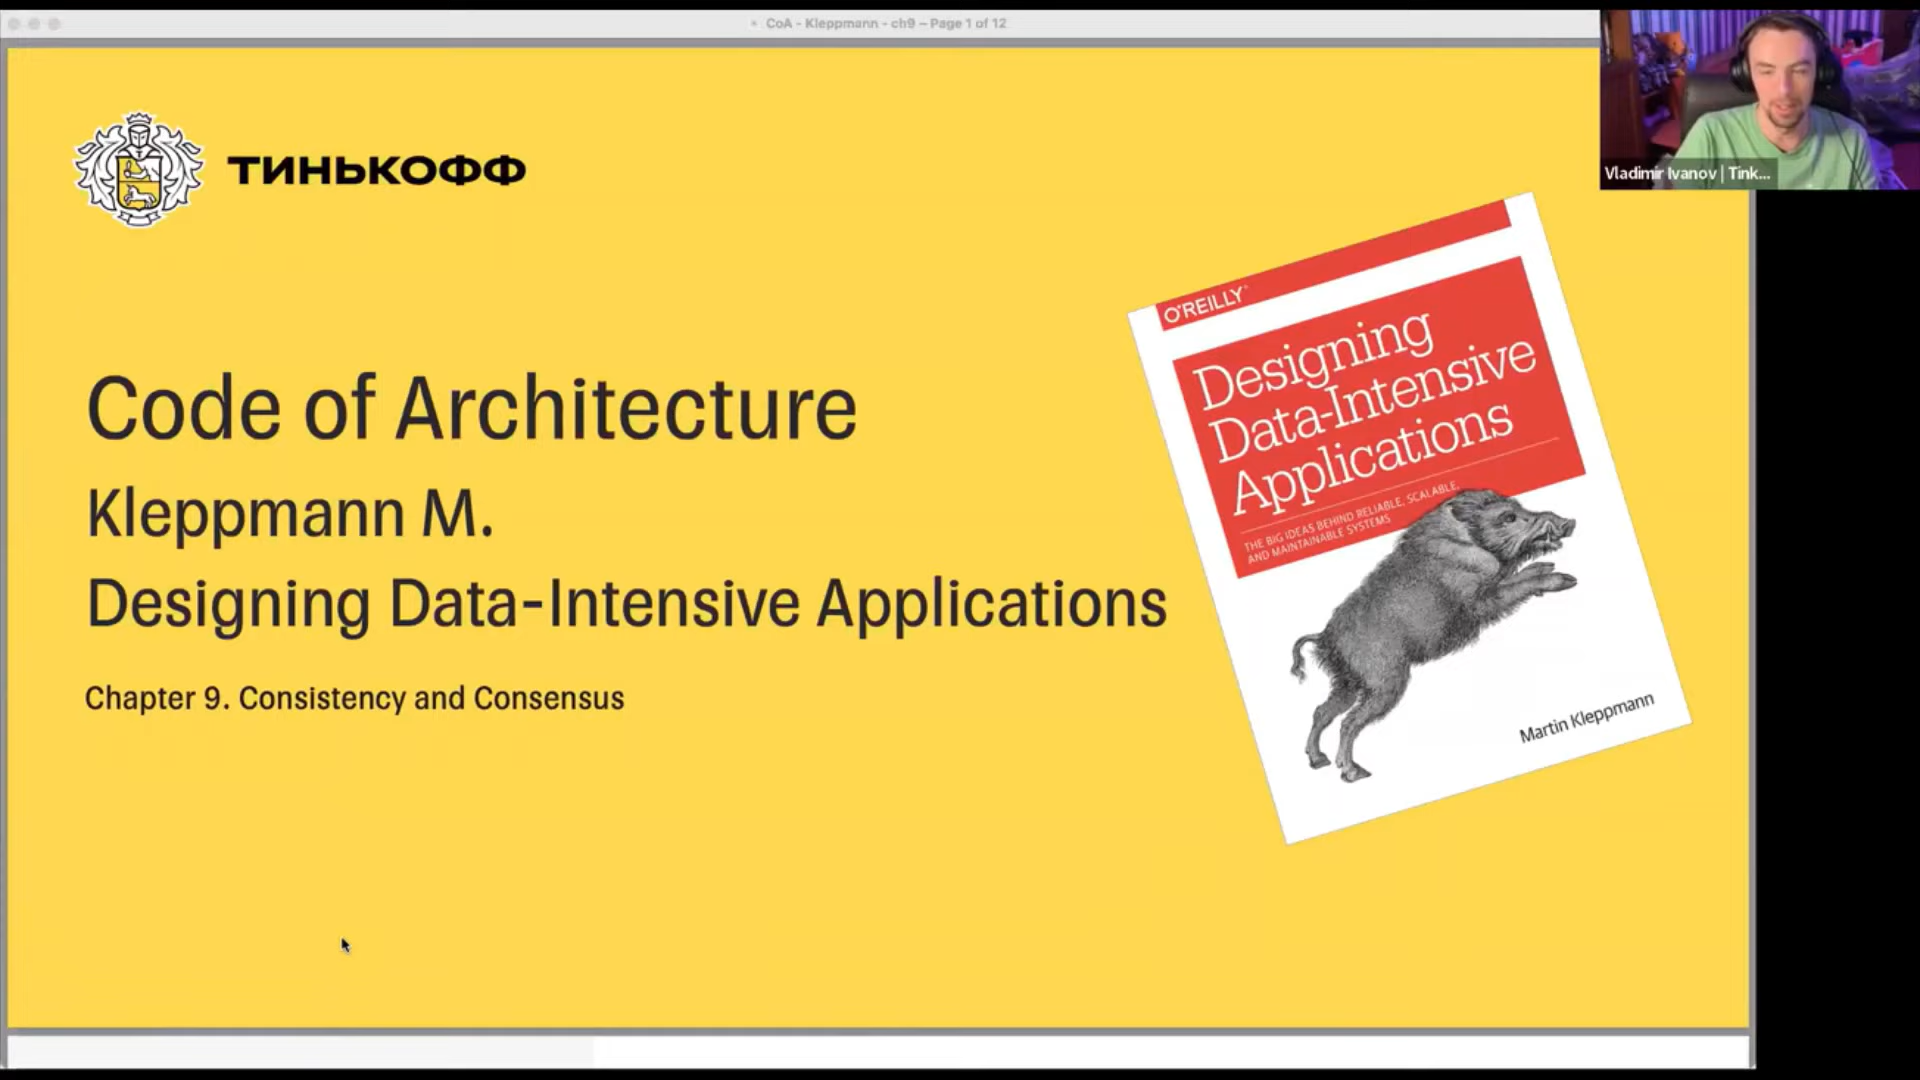 CoA - Kleppmann - ch9 – Page 1 of 12
Vladimir Ivanov | Tink...
ТИНЬКОФФ
Code of Architecture
Kleppmann M.
Designing Data-Intensive Applications
Chapter 9. Consistency and Consensus
O'REILLY®
Designing
Data-Intensive
Applications
THE BIG IDEAS BEHIND RELIABLE, SCALABLE,
AND MAINTAINABLE SYSTEMS
Martin Kleppmann